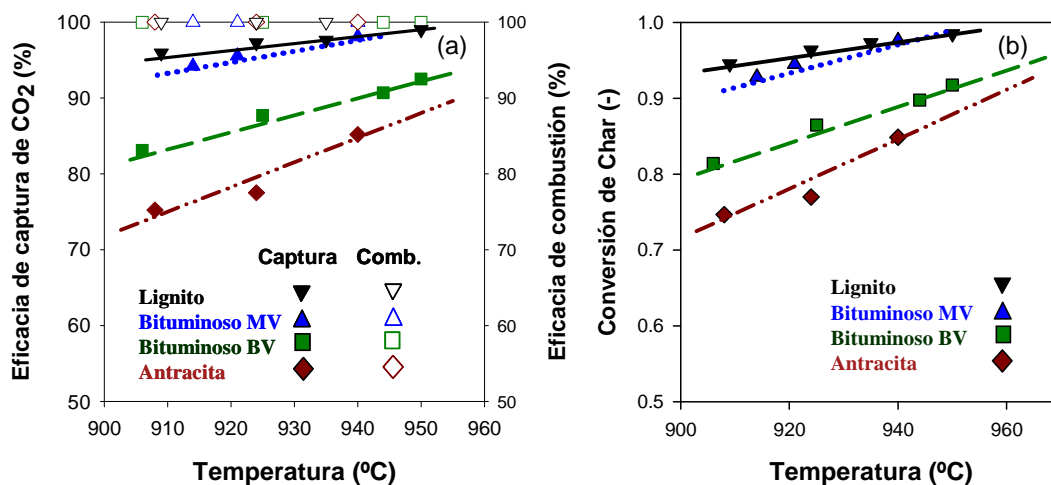 (a)
Eficacia de captura de CO2 (%)
100
90
80
70
60
50
Captura Comb.
Lignito
Bituminoso MV
Bituminoso BV
Antracita
100
90
80
70
60
50
Eficacia de combustión (%)
900 910 920 930 940 950 960
Temperatura (ºC)
(b)
Conversión de Char (-)
1.0
0.9
0.8
0.7
0.6
0.5
Lignito
Bituminoso MV
Bituminoso BV
Antracita
900 920 940 960
Temperatura (ºC)